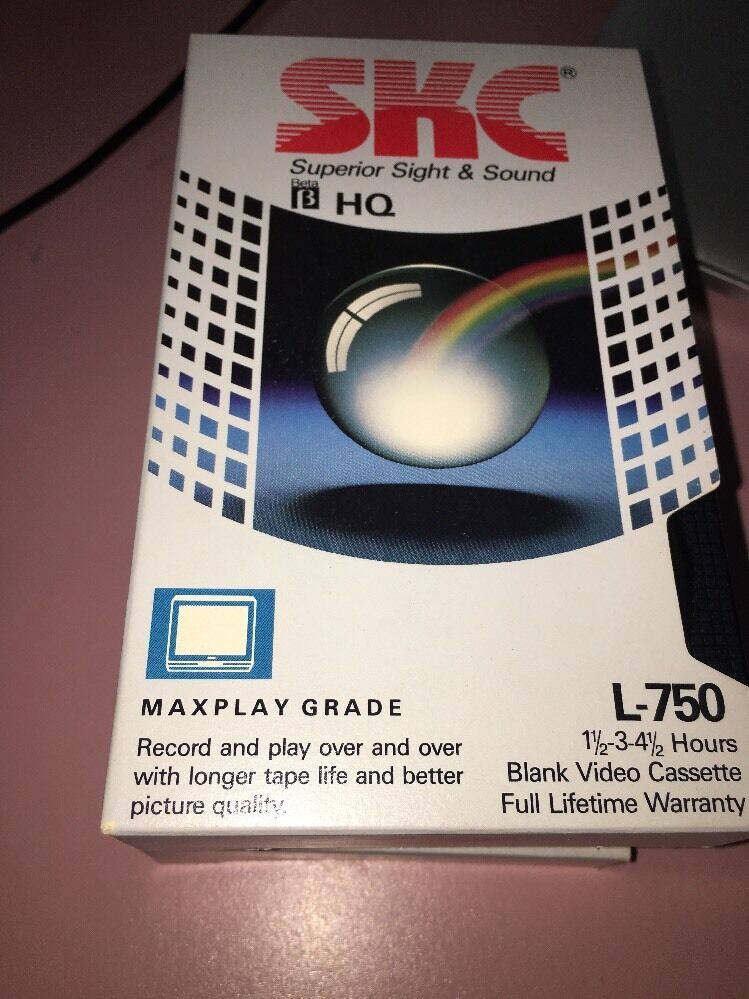 SKC®
Superior Sight & Sound
Beta
β HQ
MAXPLAY GRADE
Record and play over and over
with longer tape life and better
picture quality.
L-750
1½-3-4½ Hours
Blank Video Cassette
Full Lifetime Warranty